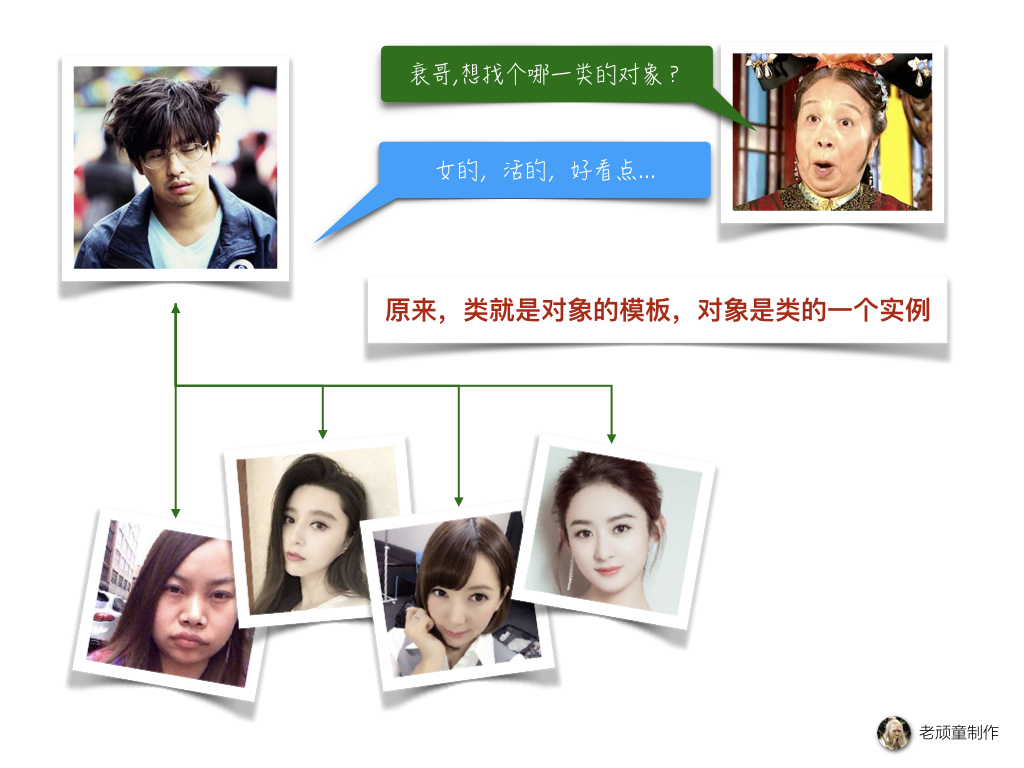 衰哥,想找个哪一类的对象？
女的，活的，好看点...
原来，类就是对象的模板，对象是类的一个实例
老顽童制作